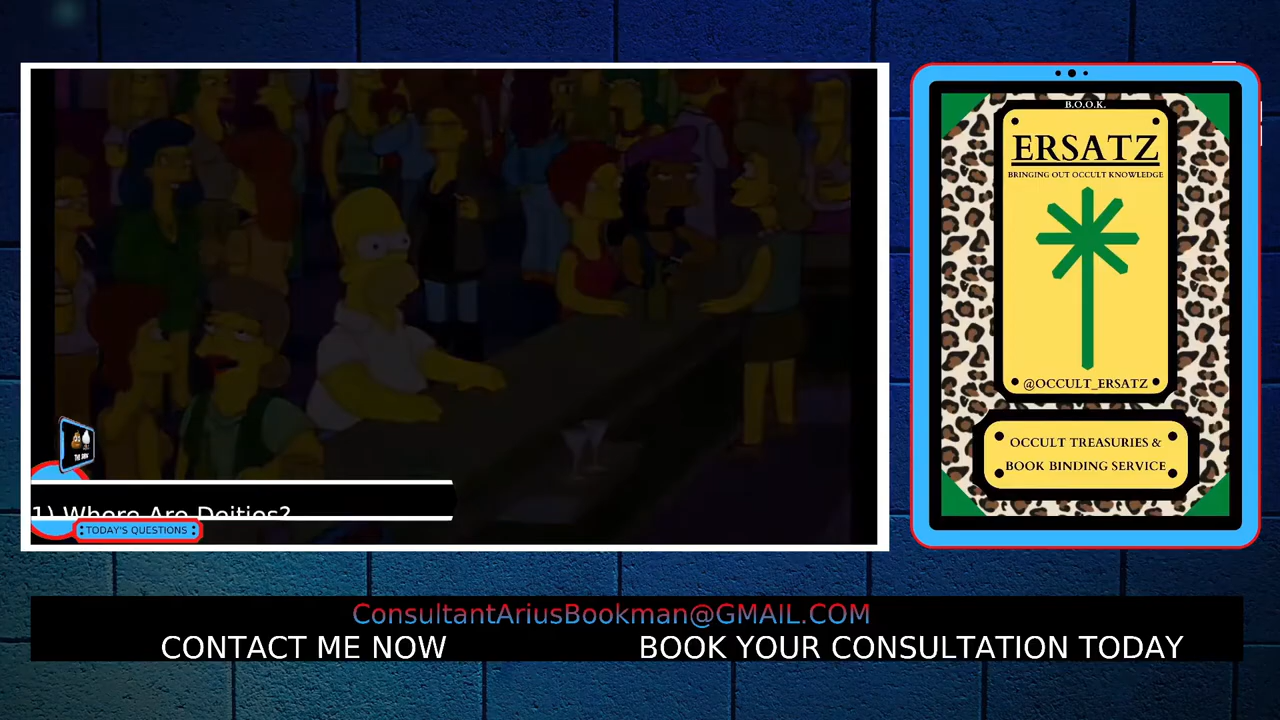 B.O.O.K.
ERSATZ
BRINGING OUT OCCULT KNOWLEDGE
@OCCULT_ERSATZ
OCCULT TREASURIES &
BOOK BINDING SERVICE
1) Where Are Deities?
TODAY'S QUESTIONS
ConsultantAriusBookman@GMAIL.COM
CONTACT ME NOW
BOOK YOUR CONSULTATION TODAY